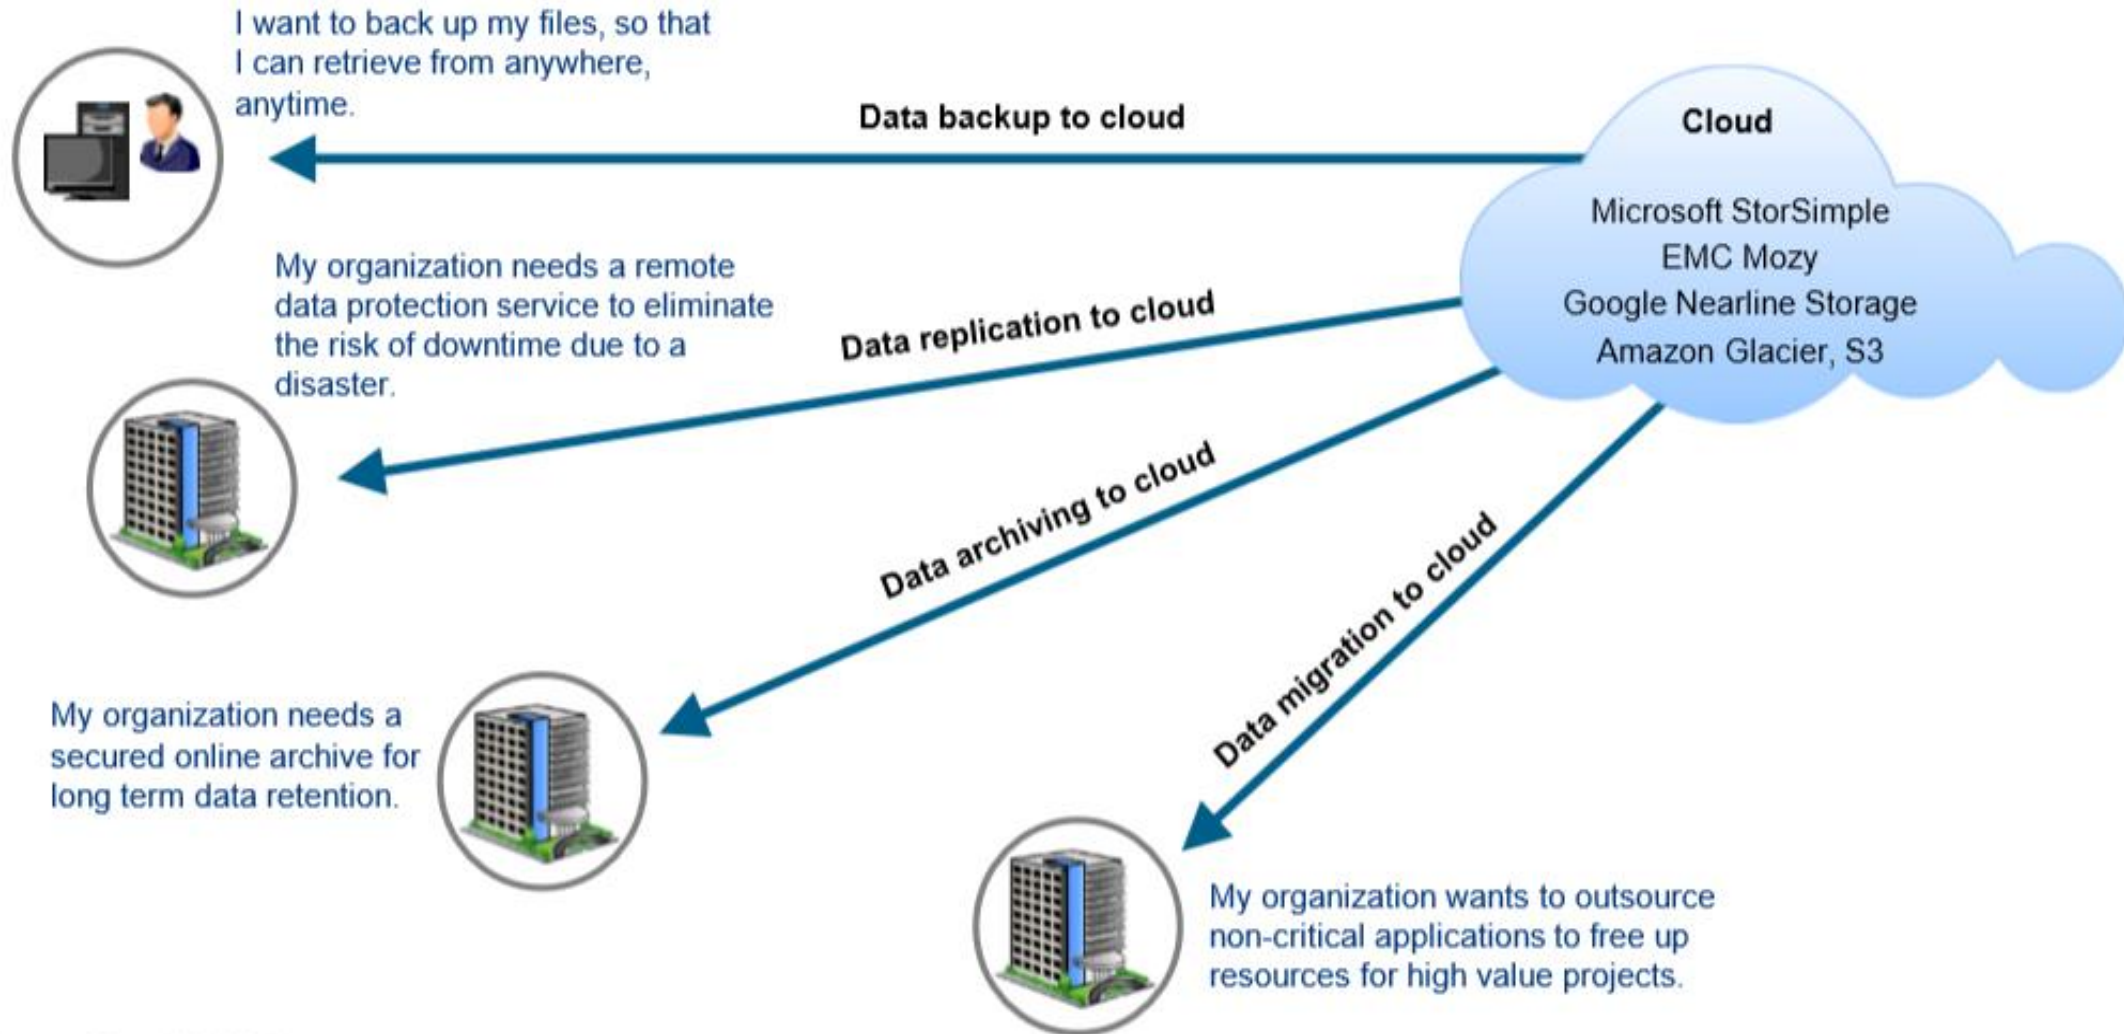 I want to back up my files, so that
I can retrieve from anywhere,
anytime.
Data backup to cloud
Cloud
Microsoft StorSimple
EMC Mozy
Google Nearline Storage
Amazon Glacier, S3
My organization needs a remote
data protection service to eliminate
the risk of downtime due to a
disaster.
Data replication to cloud
Data archiving to cloud
Data migration to cloud
My organization needs a
secured online archive for
long term data retention.
My organization wants to outsource
non-critical applications to free up
resources for high value projects.